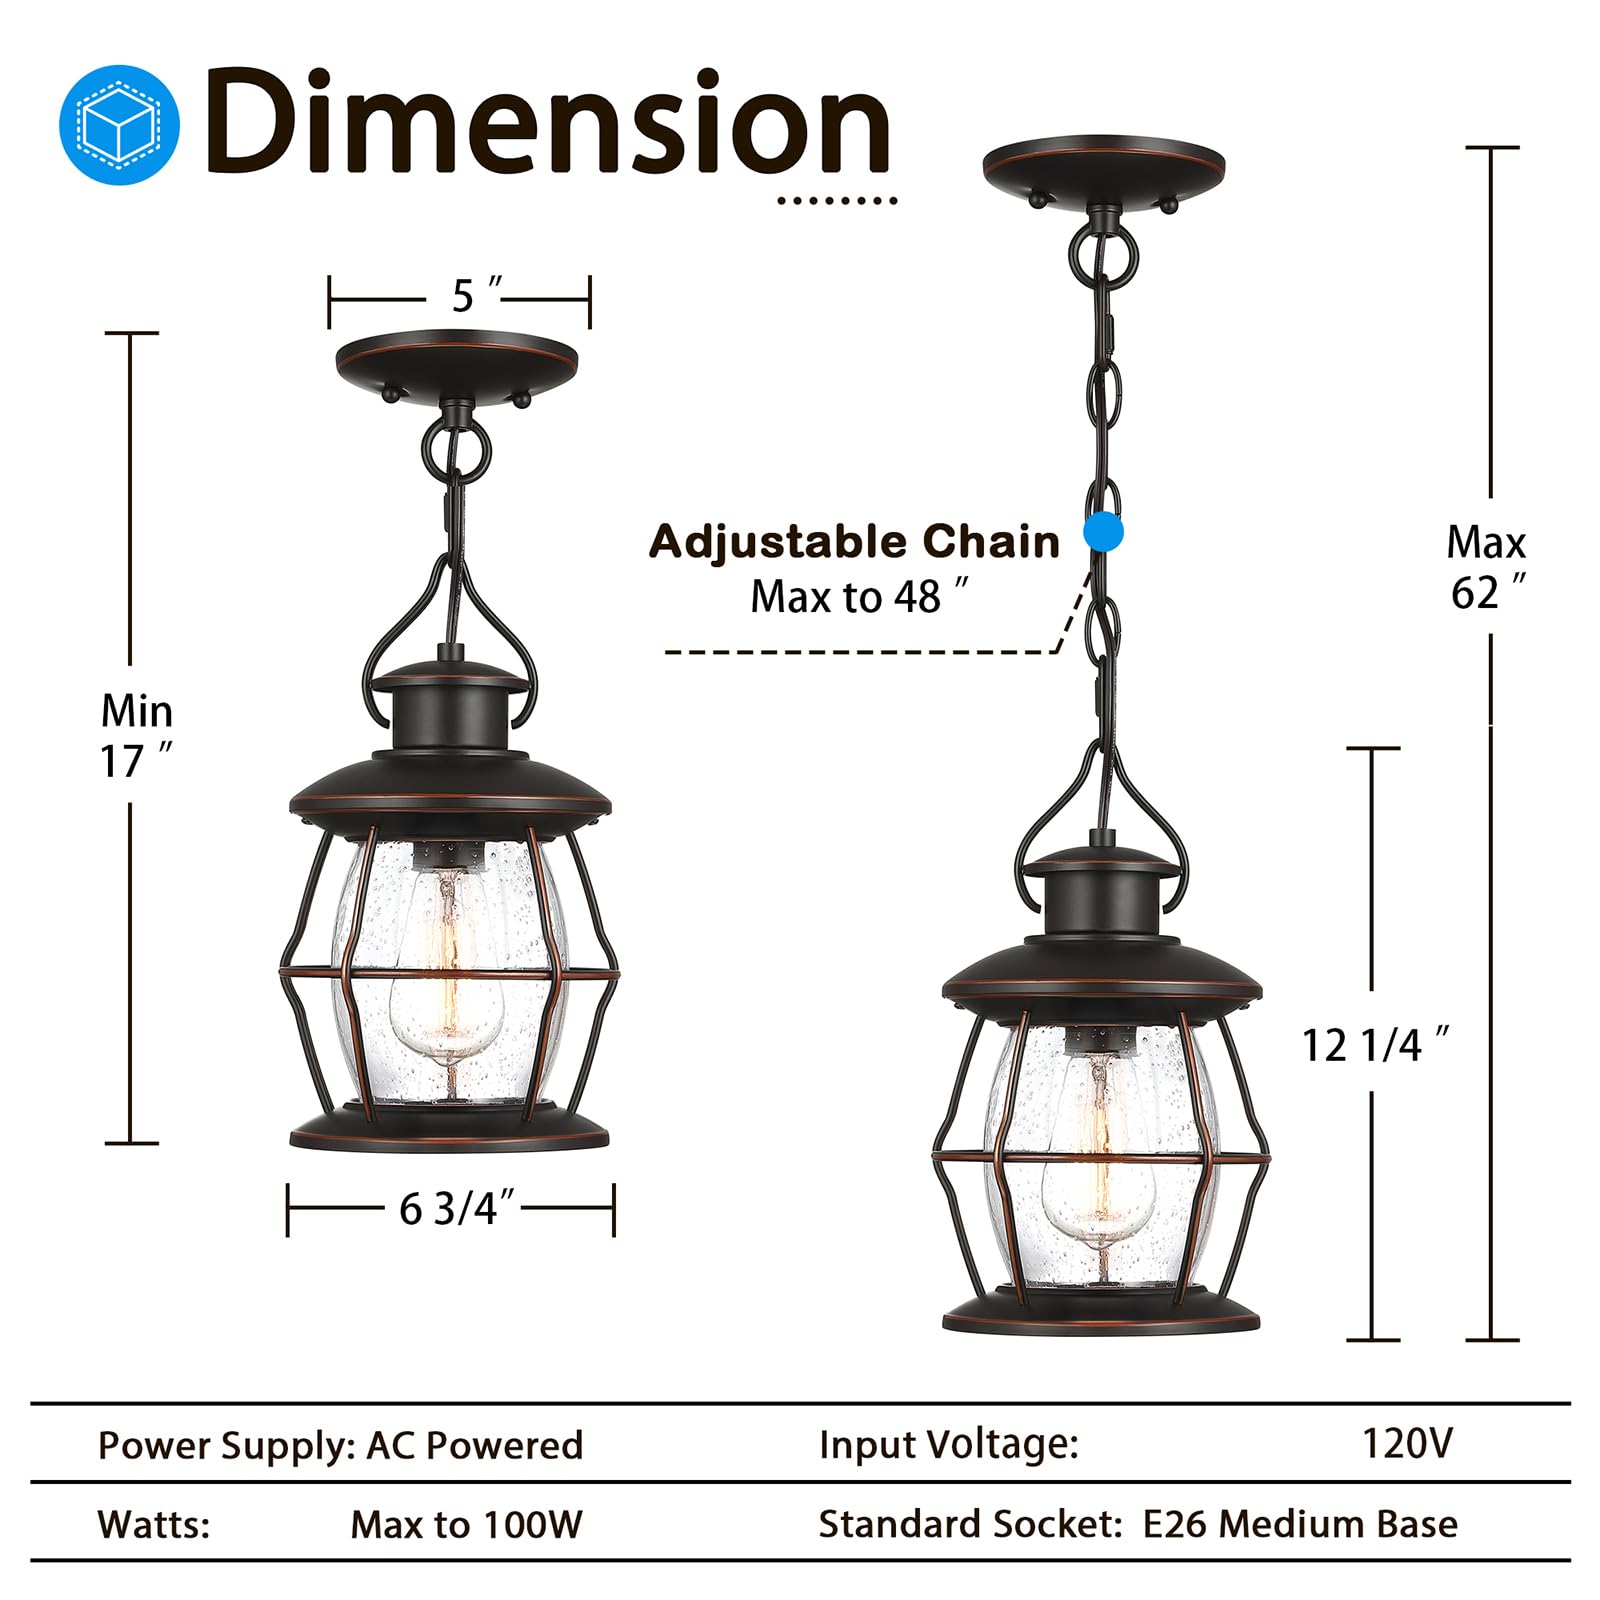 Dimension
5 ″
Min
17 ″
6 3/4″
Adjustable Chain
Max to 48 ″
Max
62 ″
12 1/4 ″
Power Supply: AC Powered
Input Voltage: 120V
Watts: Max to 100W
Standard Socket: E26 Medium Base